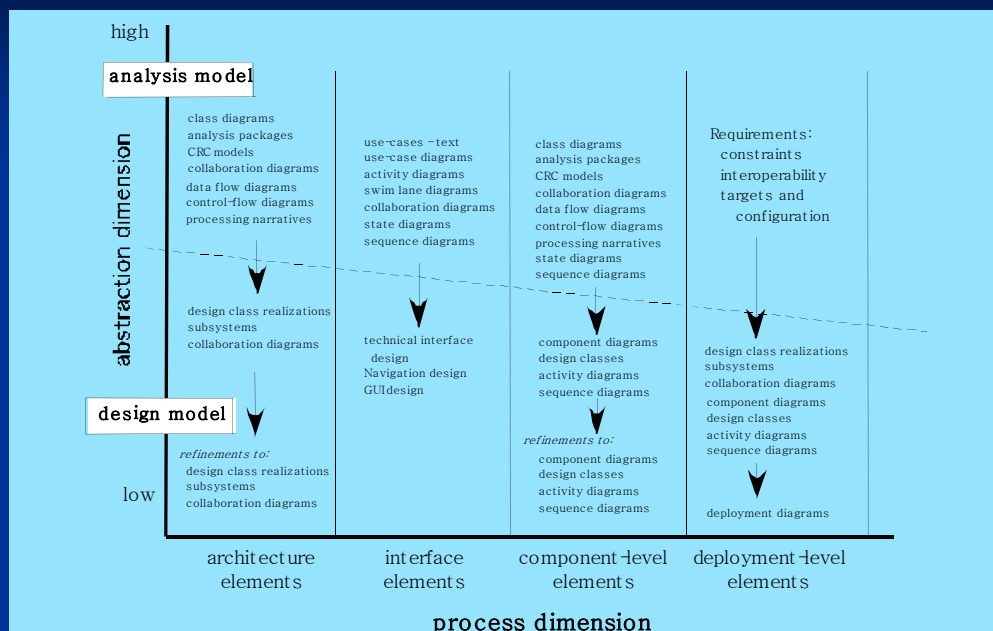 high
analysis model
abstraction dimension
design model
low
class diagrams
analysis packages
CRC models
collaboration diagrams
data flow diagrams
control-flow diagrams
processing narratives
design class realizations
subsystems
collaboration diagrams
refinements to:
design class realizations
subsystems
collaboration diagrams
use-cases - text
use-case diagrams
activity diagrams
swim lane diagrams
collaboration diagrams
state diagrams
sequence diagrams
technical interface
design
Navigation design
GUI design
class diagrams
analysis packages
CRC models
collaboration diagrams
data flow diagrams
control-flow diagrams
processing narratives
state diagrams
sequence diagrams
component diagrams
design classes
activity diagrams
sequence diagrams
refinements to:
component diagrams
design classes
activity diagrams
sequence diagrams
Requirements:
constraints
interoperability
targets and
configuration
design class realizations
subsystems
collaboration diagrams
component diagrams
design classes
activity diagrams
sequence diagrams
deployment diagrams
architecture
elements
interface
elements
component-level
elements
deployment-level
elements
process dimension